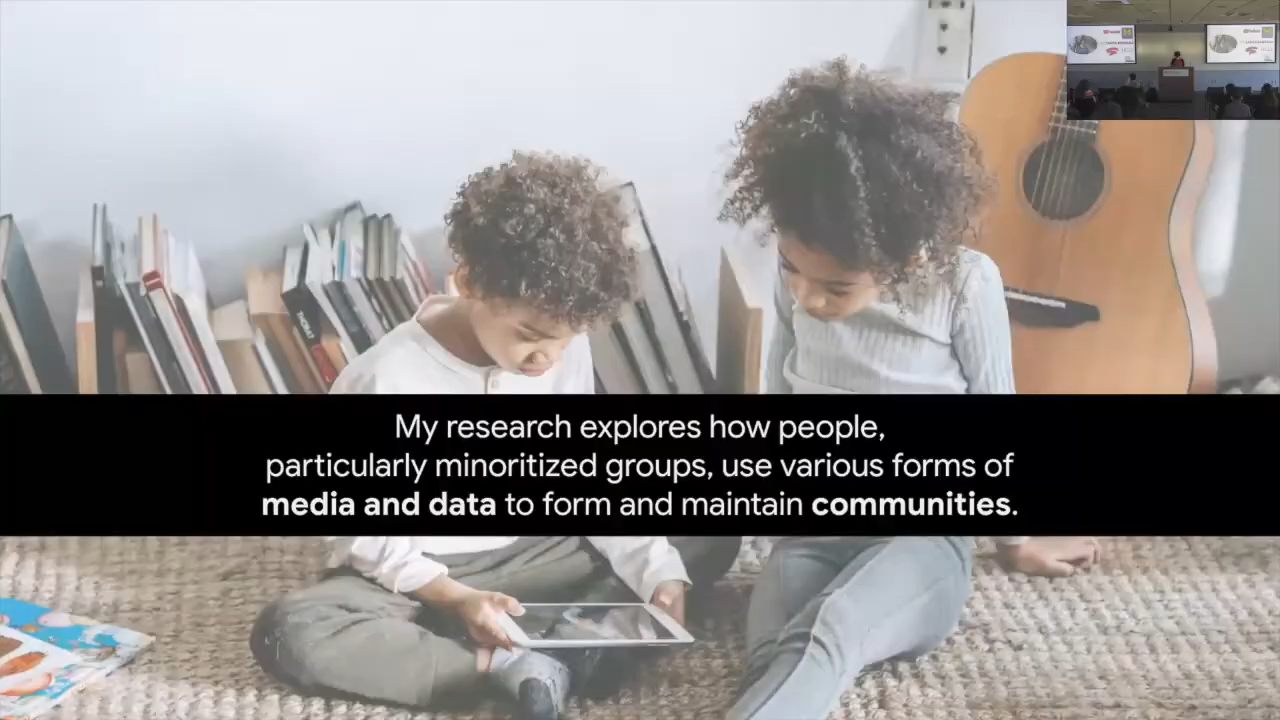 My research explores how people,
particularly minoritized groups, use various forms of
media and data to form and maintain communities.